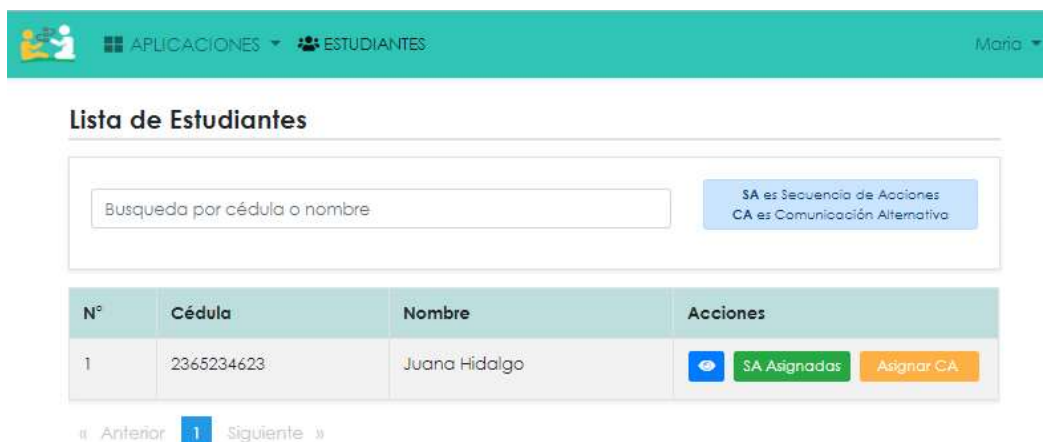 APLICACIONES ESTUDIANTES Maria
Lista de Estudiantes
Busqueda por cédula o nombre
SA es Secuencia de Acciones
CA es Comunicación Alternativa
N° Cédula Nombre Acciones
1 2365234623 Juana Hidalgo SA Asignadas Asignar CA
« Anterior 1 Siguiente »